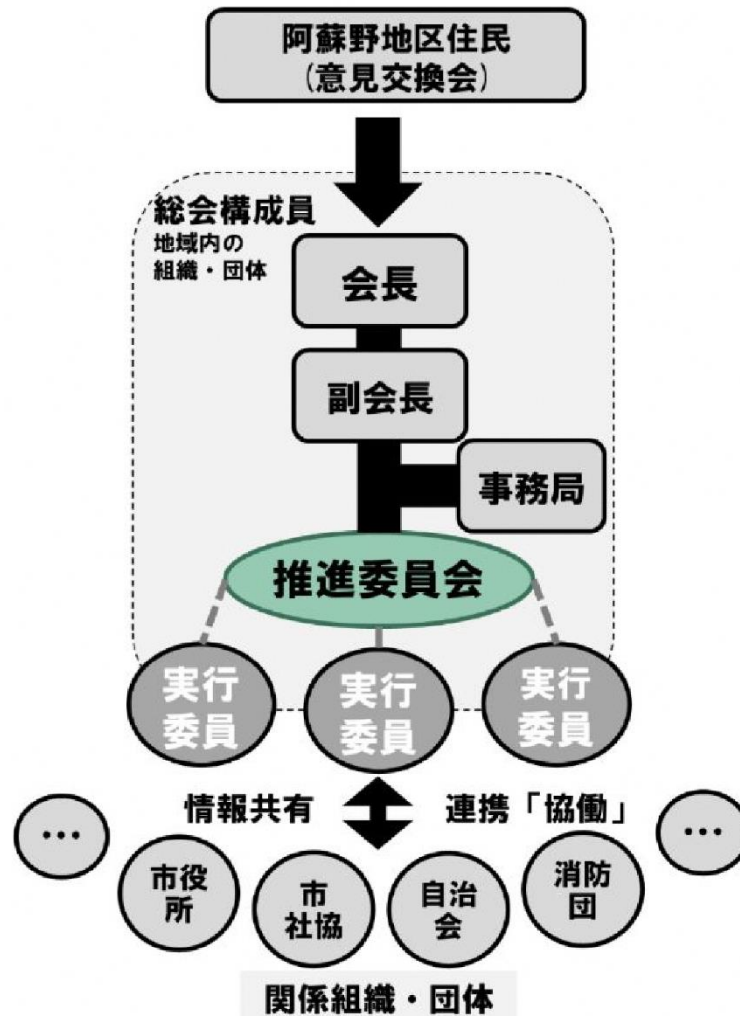 阿蘇野地区住民
(意見交換会)
総会構成員
地域内の
組織・団体
会長
副会長
事務局
推進委員会
実行
委員
実行
委員
実行
委員
情報共有
連携「協働」
…
市役
所
市
社協
自治
会
消防
団
…
関係組織・団体